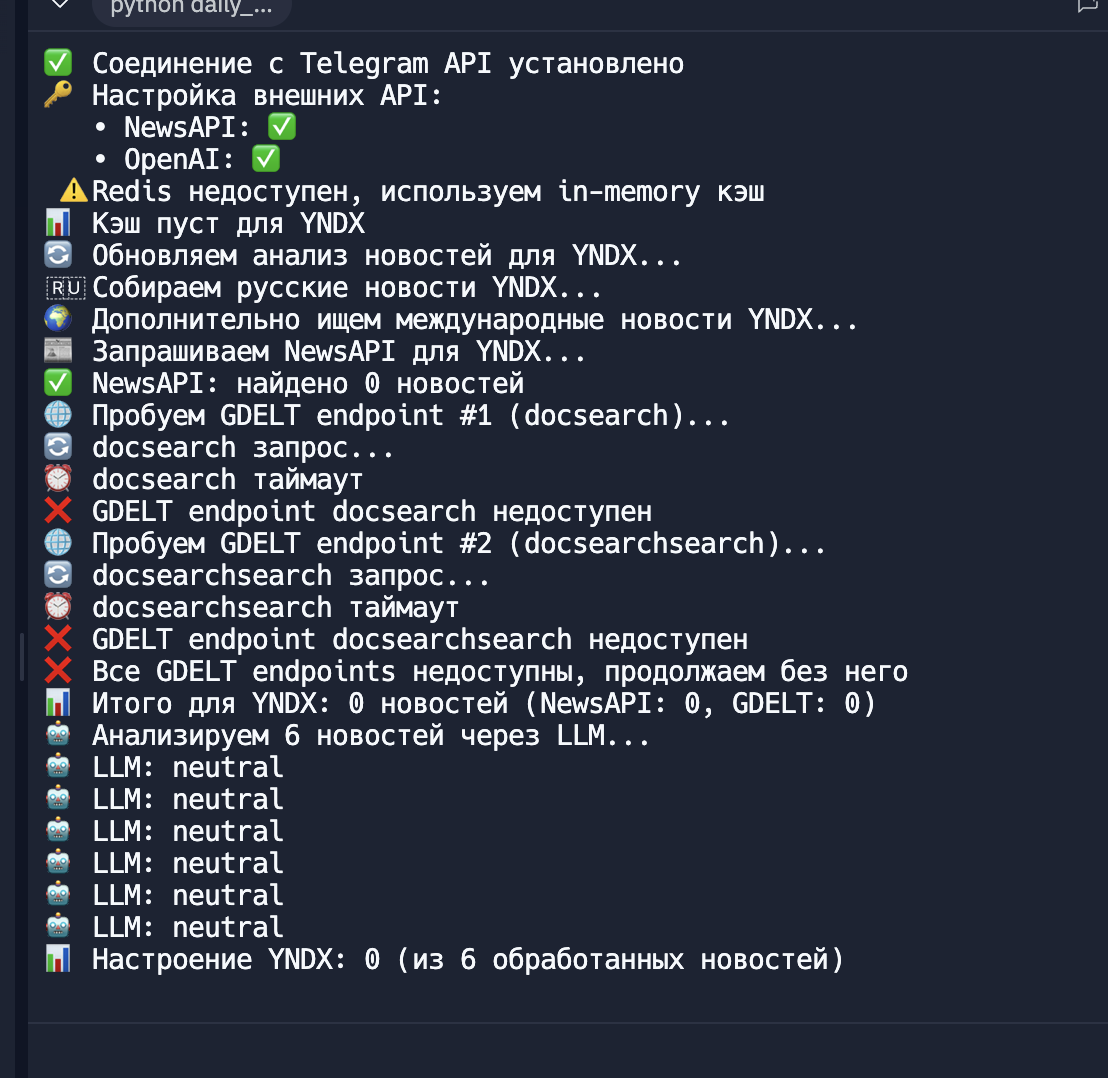 python daily_...
✅ Соединение с Telegram API установлено
🔑 Настройка внешних API:
• NewsAPI: ✅
• OpenAI: ✅
⚠️Redis недоступен, используем in-memory кэш
📊 Кэш пуст для YNDX
🔄 Обновляем анализ новостей для YNDX...
🇷🇺Собираем русские новости YNDX...
🌍 Дополнительно ищем международные новости YNDX...
📰 Запрашиваем NewsAPI для YNDX...
✅ NewsAPI: найдено 0 новостей
🌐 Пробуем GDELT endpoint #1 (docsearch)...
🔄 docsearch запрос...
⏰ docsearch таймаут
❌ GDELT endpoint docsearch недоступен
🌐 Пробуем GDELT endpoint #2 (docsearchsearch)...
🔄 docsearchsearch запрос...
⏰ docsearchsearch таймаут
❌ GDELT endpoint docsearchsearch недоступен
❌ Все GDELT endpoints недоступны, продолжаем без него
📊 Итого для YNDX: 0 новостей (NewsAPI: 0, GDELT: 0)
🤖 Анализируем 6 новостей через LLM...
🤖 LLM: neutral
🤖 LLM: neutral
🤖 LLM: neutral
🤖 LLM: neutral
🤖 LLM: neutral
🤖 LLM: neutral
📊 Настроение YNDX: 0 (из 6 обработанных новостей)